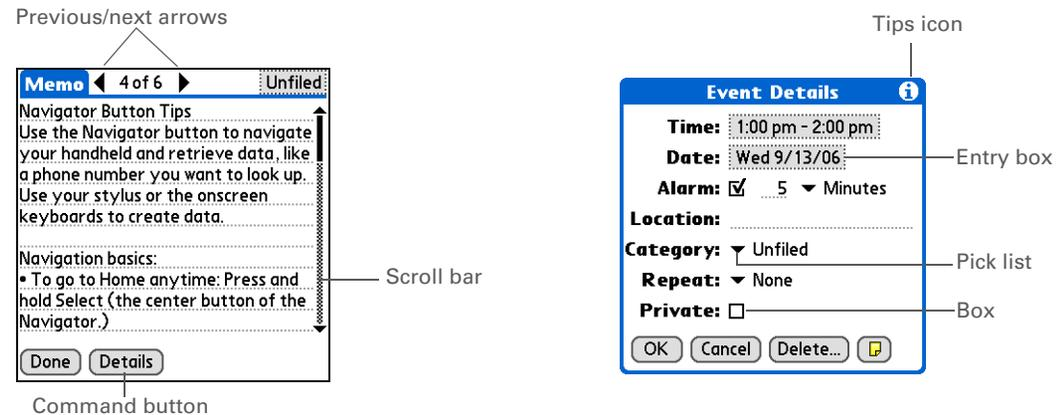 Previous/next arrows
Memo 4 of 6 Unfiled
Navigator Button Tips
Use the Navigator button to navigate
your handheld and retrieve data, like
a phone number you want to look up.
Use your stylus or the onscreen
keyboards to create data.
Navigation basics:
• To go to Home anytime: Press and
hold Select (the center button of the
Navigator.)
Done Details
Scroll bar
Command button
Tips icon
Event Details
Time: 1:00 pm - 2:00 pm
Date: Wed 9/13/06
Entry box
Alarm: 5 Minutes
Location:
Category: Unfiled
Pick list
Repeat: None
Private:
Box
OK Cancel Delete...